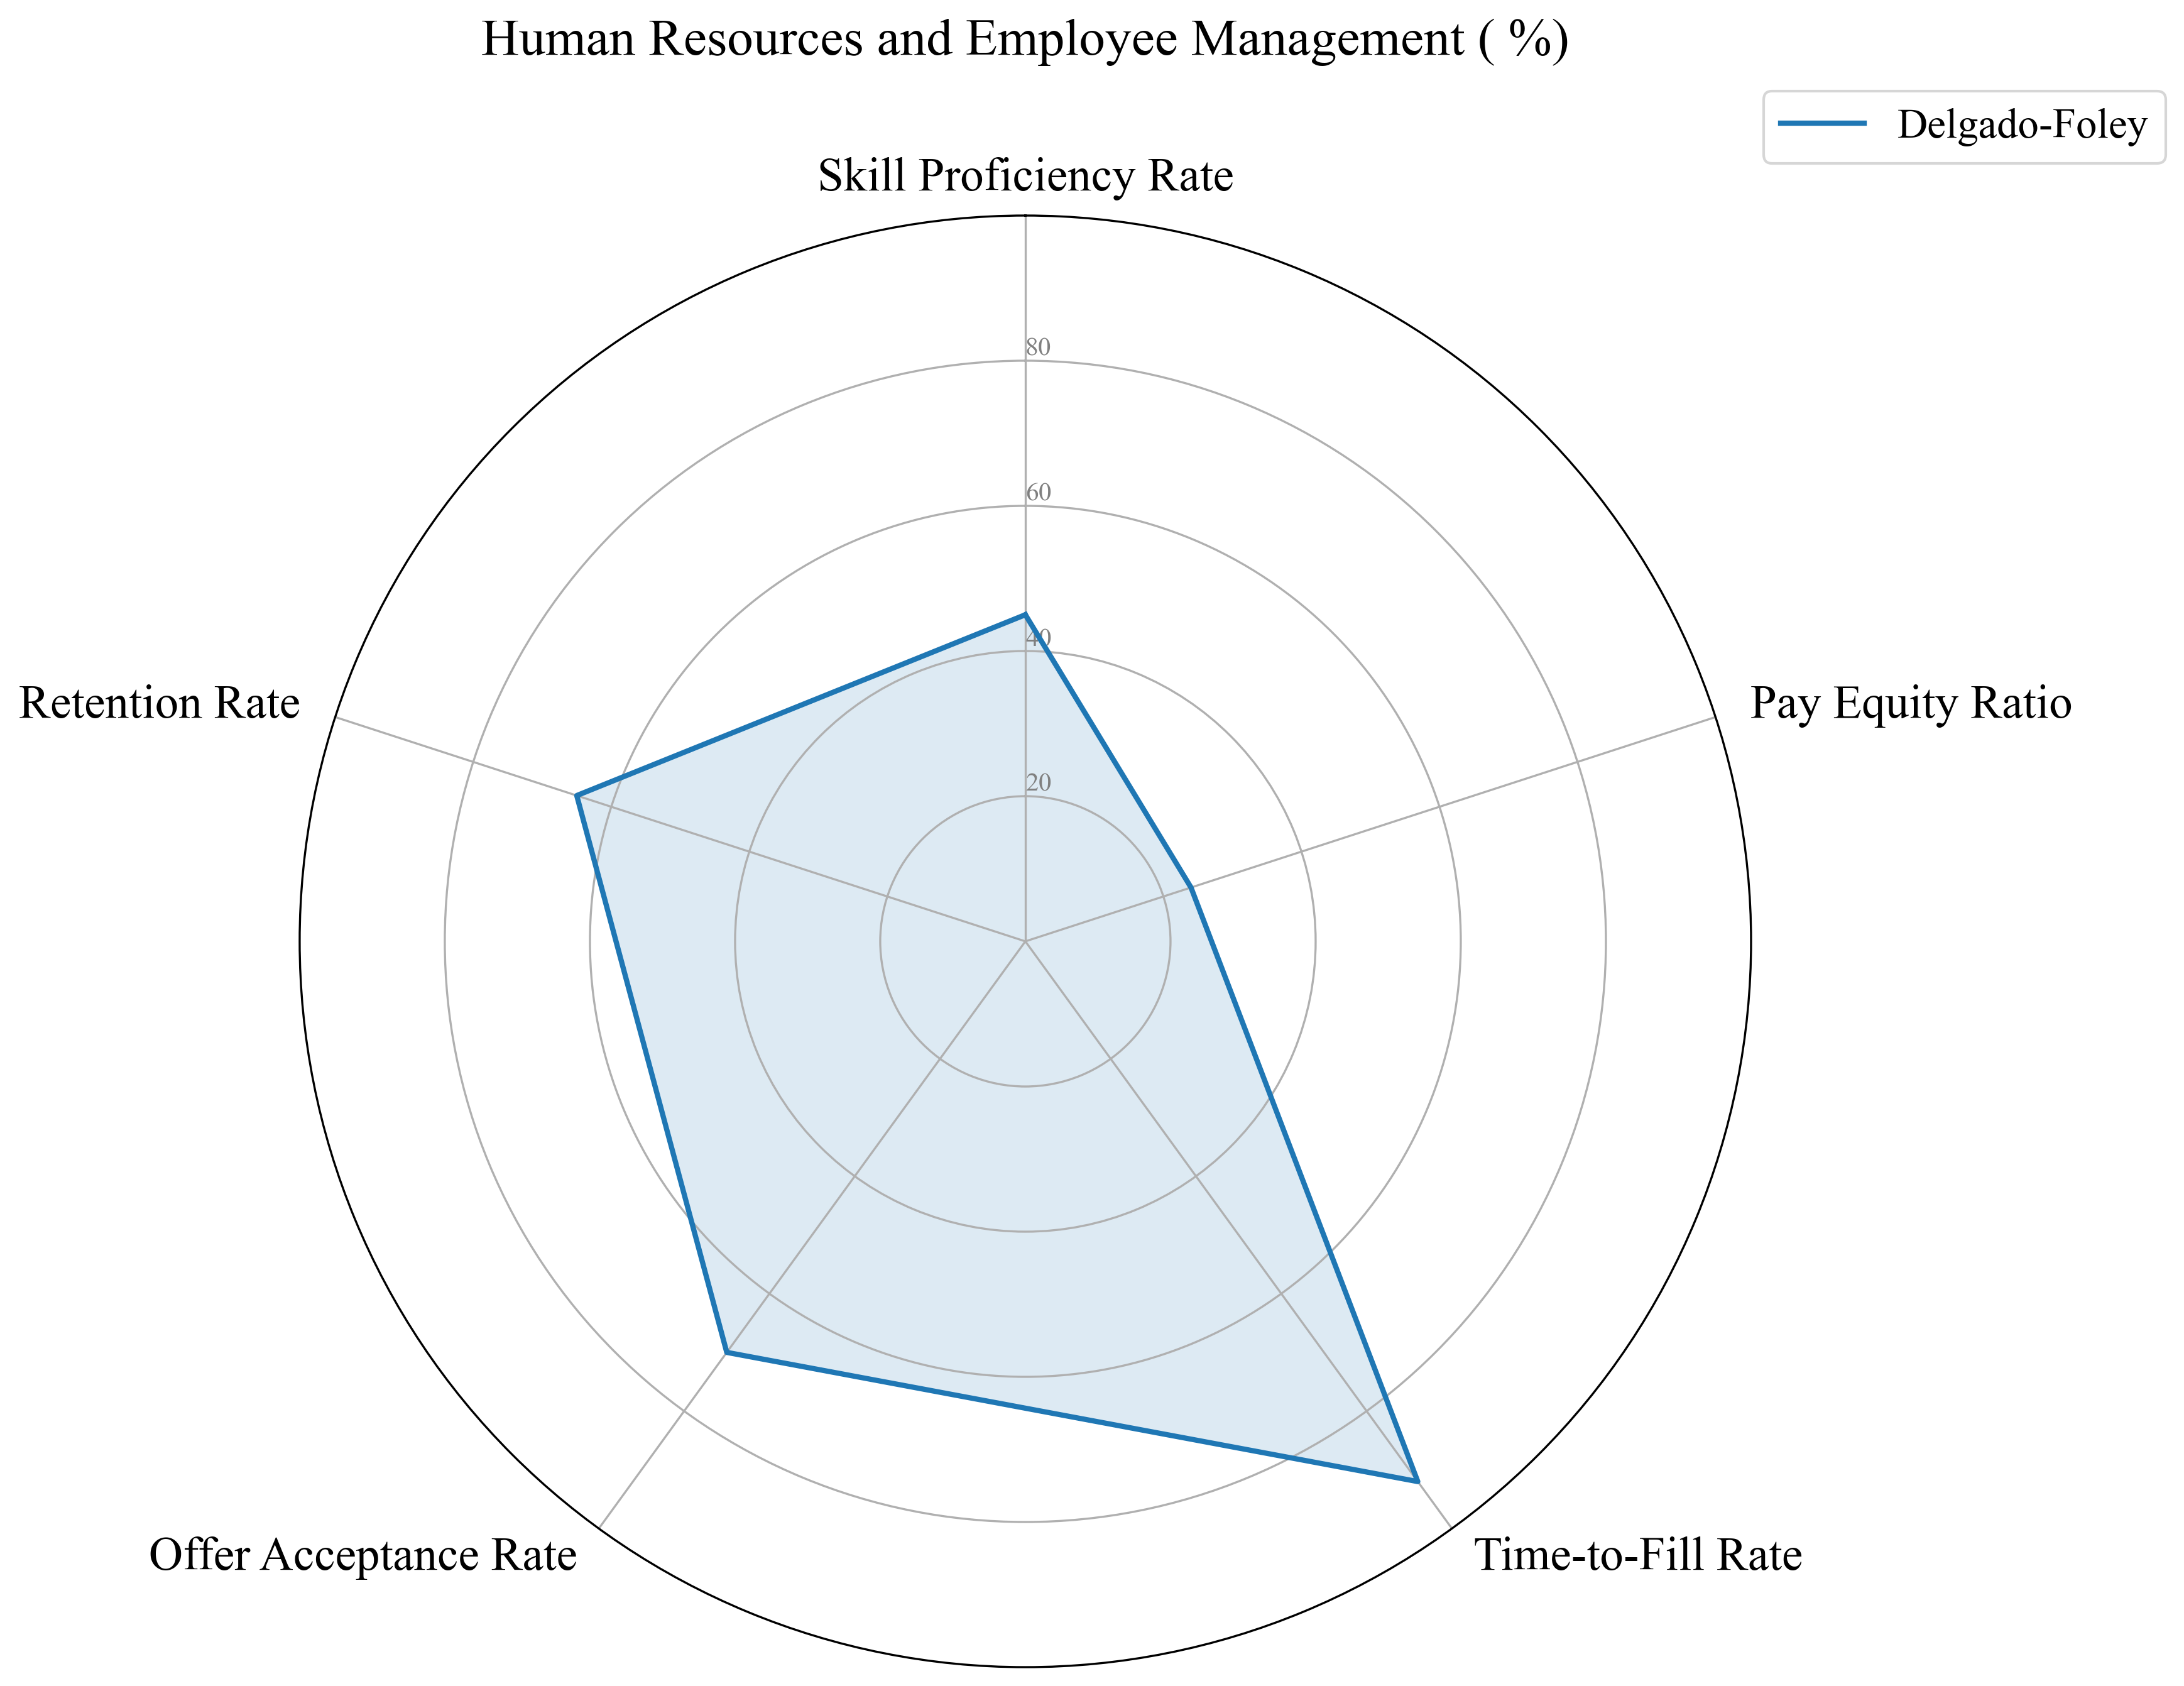 Human Resources and Employee Management ( %)
Delgado-Foley
Skill Proficiency Rate
80
60
40
20
Retention Rate
Pay Equity Ratio
Offer Acceptance Rate
Time-to-Fill Rate